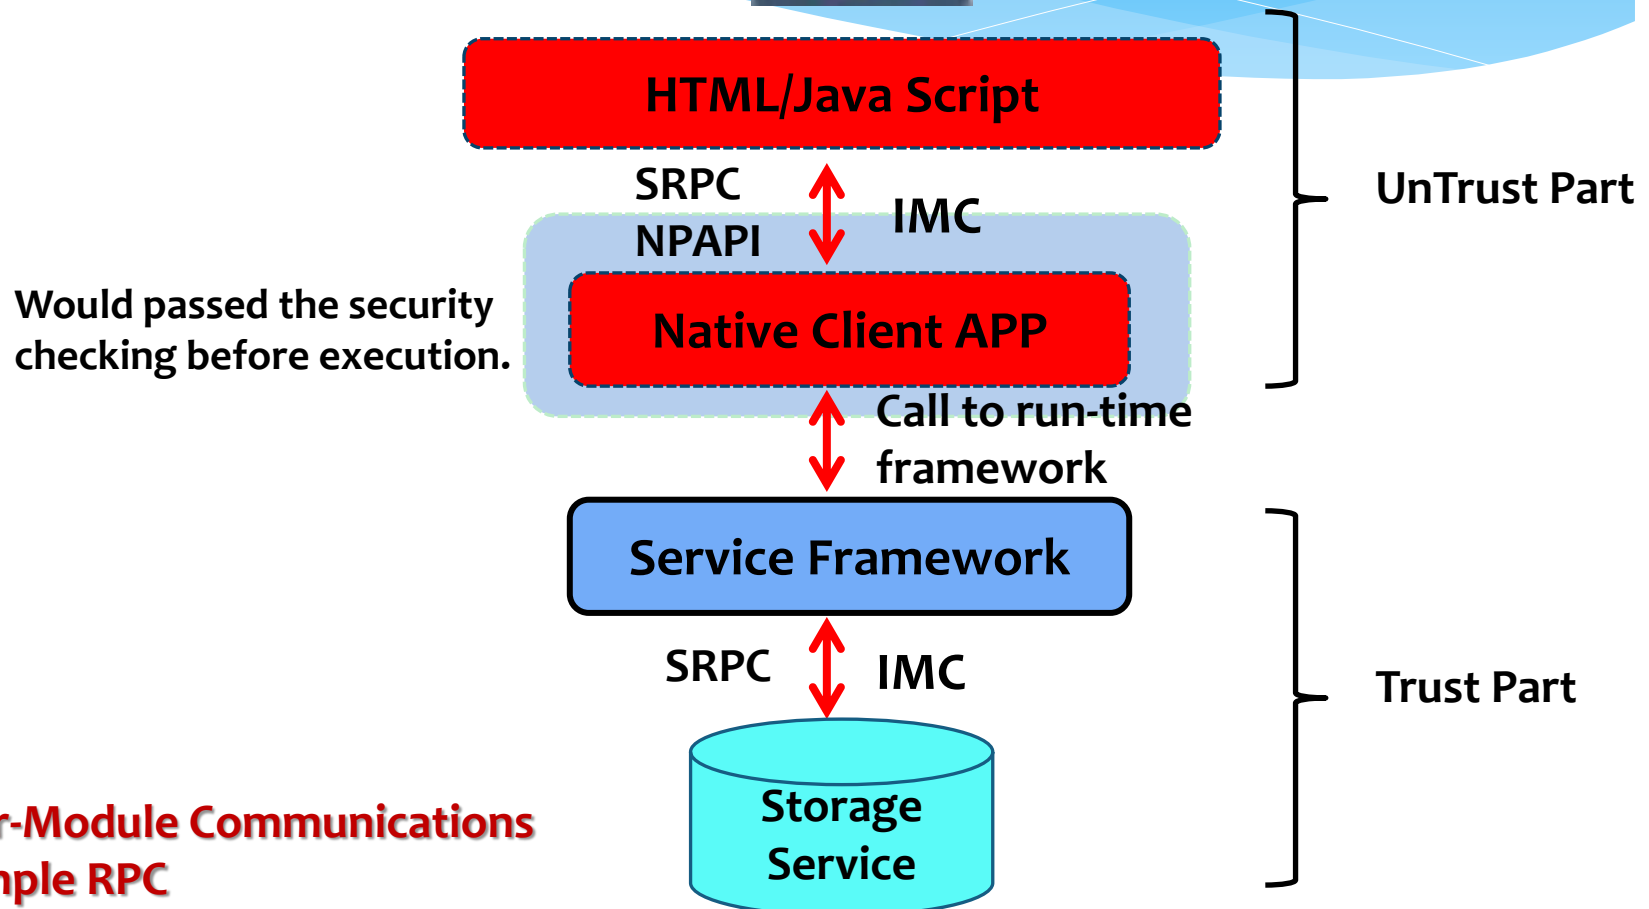 HTML/Java Script
SRPC
IMC
NPAPI
UnTrust Part
Would passed the security
checking before execution.
Native Client APP
Call to run-time
framework
Service Framework
SRPC
IMC
Trust Part
Storage
Service
r-Module Communications
mple RPC